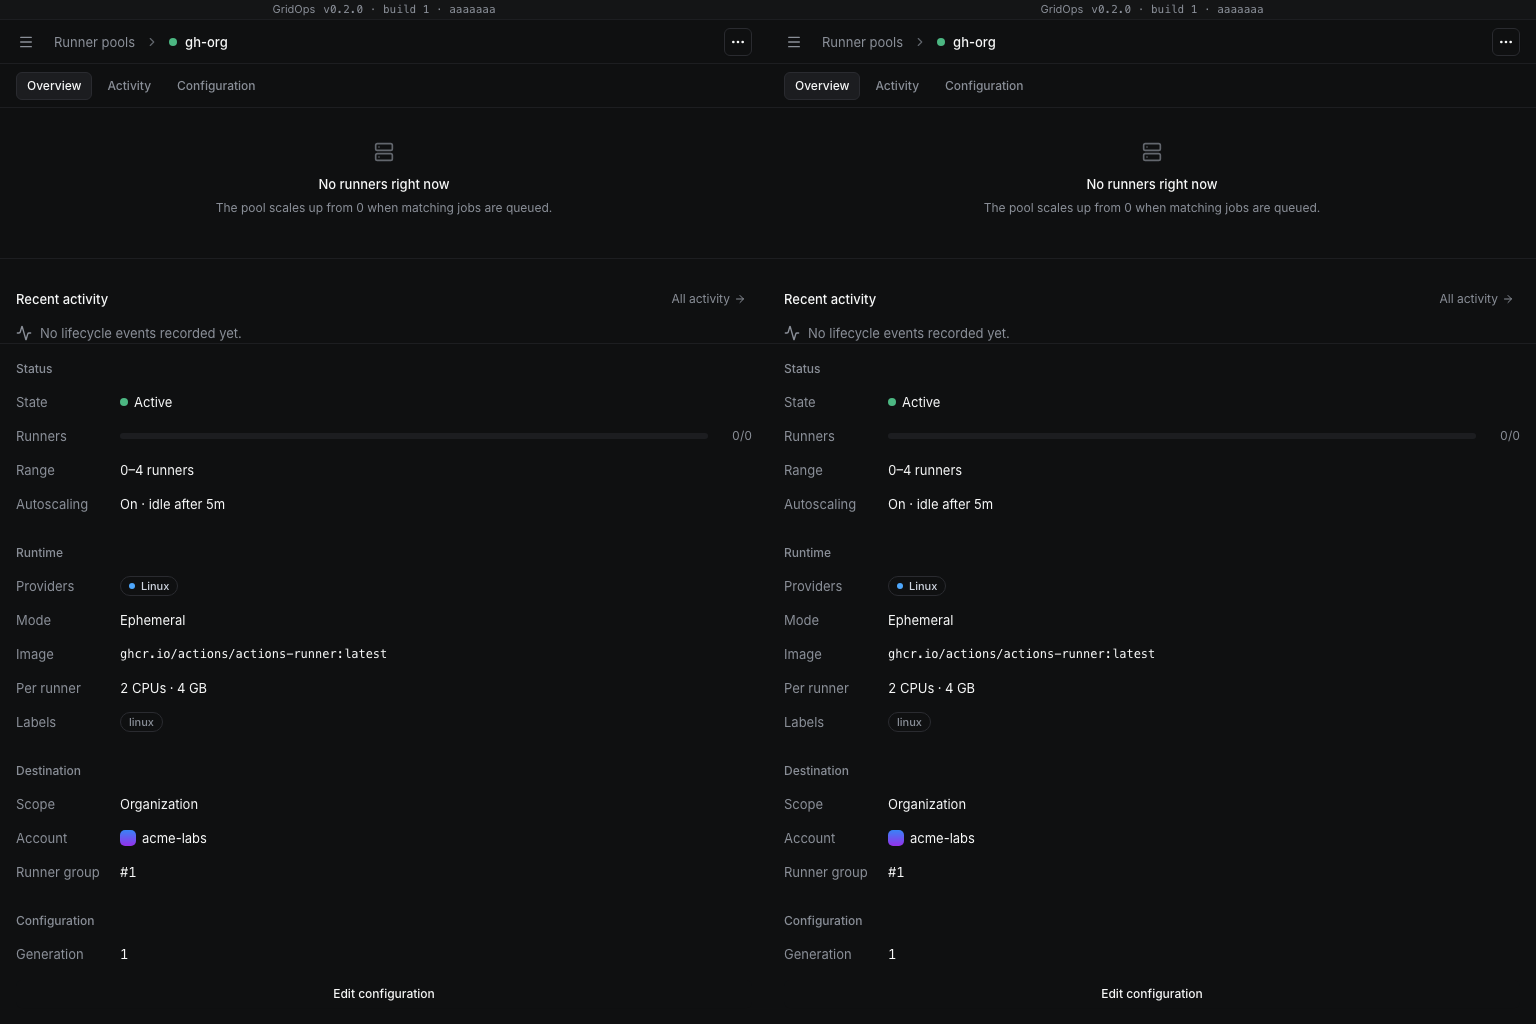 GridOps v0.2.0 · build 1 · aaaaaaa
Runner pools > gh-org
Overview Activity Configuration
No runners right now
The pool scales up from 0 when matching jobs are queued.
Recent activity All activity →
No lifecycle events recorded yet.
Status
State Active
Runners 0/0
Range 0–4 runners
Autoscaling On · idle after 5m
Runtime
Providers Linux
Mode Ephemeral
Image ghcr.io/actions/actions-runner:latest
Per runner 2 CPUs · 4 GB
Labels linux
Destination
Scope Organization
Account acme-labs
Runner group #1
Configuration
Generation 1
Edit configuration
GridOps v0.2.0 · build 1 · aaaaaaa
Runner pools > gh-org
Overview Activity Configuration
No runners right now
The pool scales up from 0 when matching jobs are queued.
Recent activity All activity →
No lifecycle events recorded yet.
Status
State Active
Runners 0/0
Range 0–4 runners
Autoscaling On · idle after 5m
Runtime
Providers Linux
Mode Ephemeral
Image ghcr.io/actions/actions-runner:latest
Per runner 2 CPUs · 4 GB
Labels linux
Destination
Scope Organization
Account acme-labs
Runner group #1
Configuration
Generation 1
Edit configuration